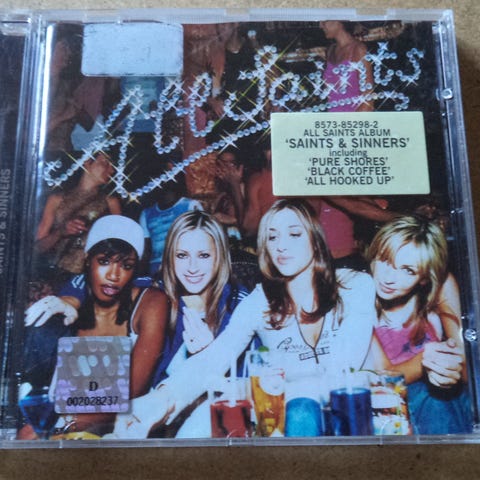 All Saints
8573-85298-2
ALL SAINTS ALBUM
'SAINTS & SINNERS'
including
'PURE SHORES'
'BLACK COFFEE'
'ALL HOOKED UP'
SAINTS & SINNERS
D
002028237